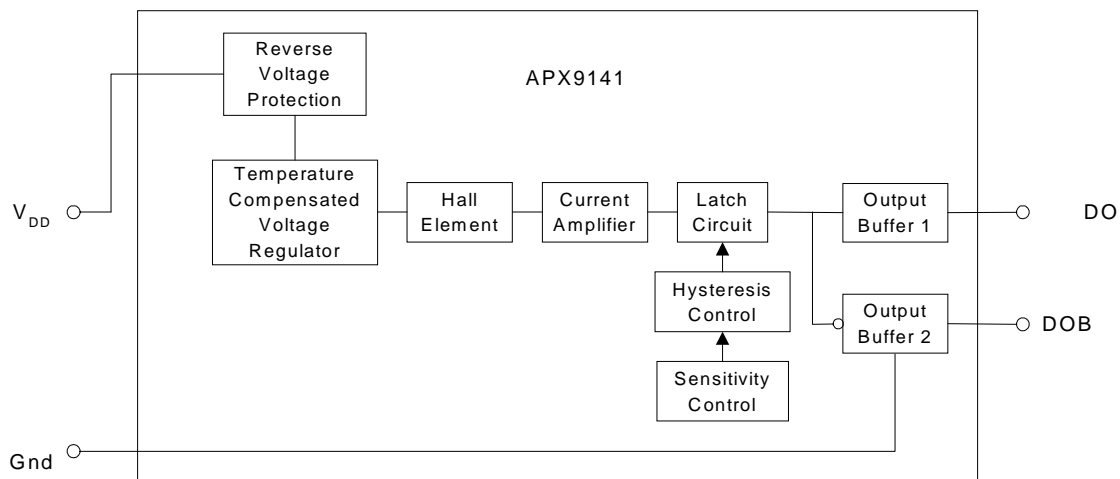 Reverse
Voltage
Protection
APX9141
Temperature
Compensated
Voltage
Regulator
Hall
Element
Current
Amplifier
Latch
Circuit
Output
Buffer 1
V DD
DO
Hysteresis
Control
Output
Buffer 2
DOB
Sensitivity
Control
Gnd